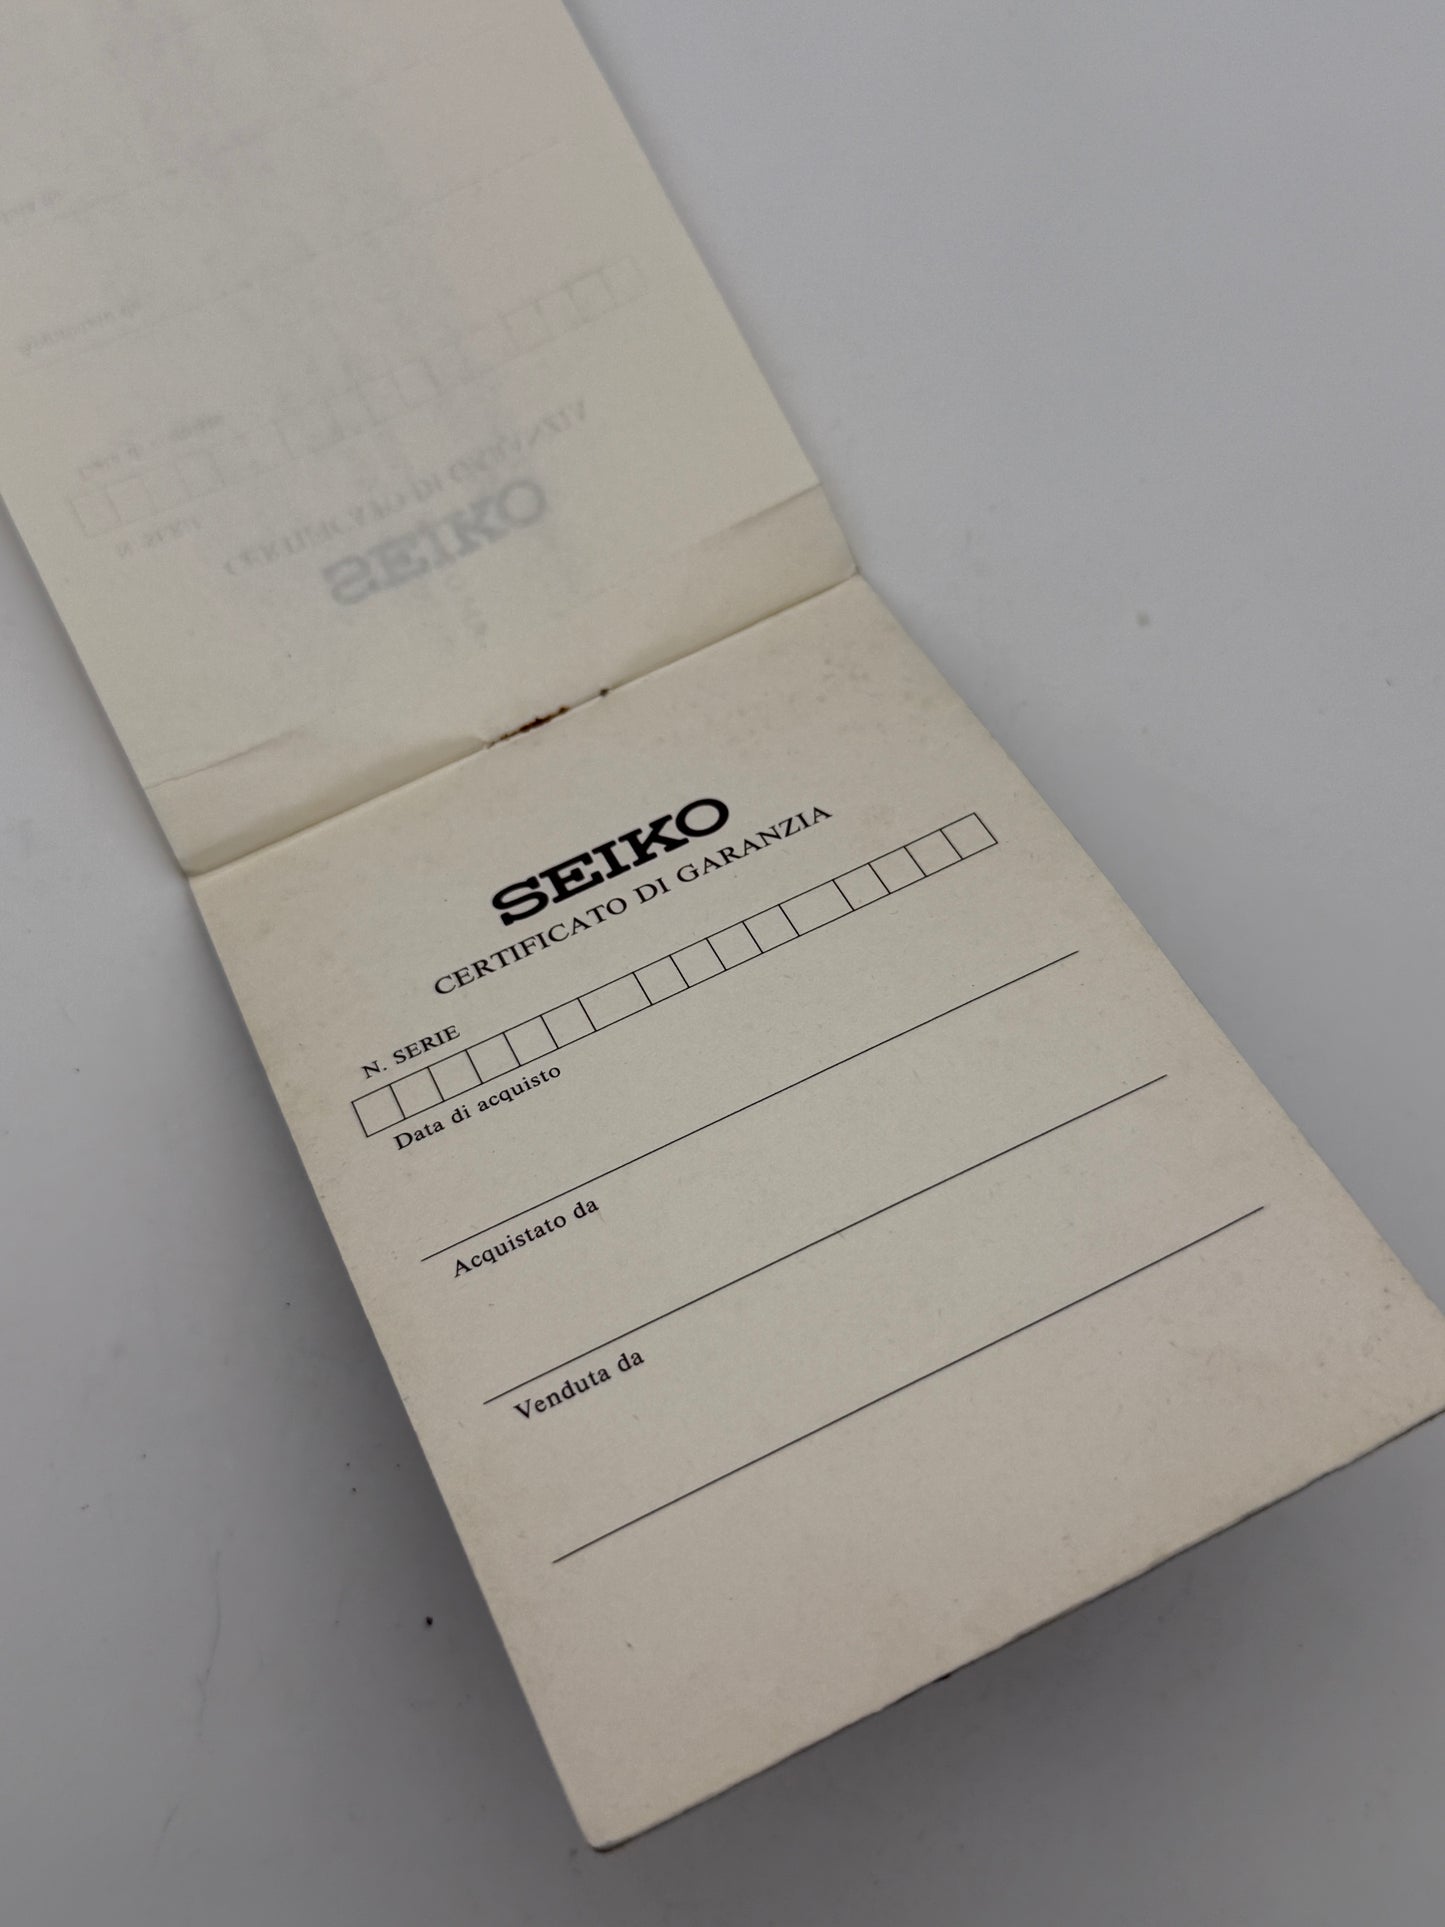 SEIKO
CERTIFICATO DI GARANZIA
N. SERIE
Data di acquisto
Acquistato da
Venduta da